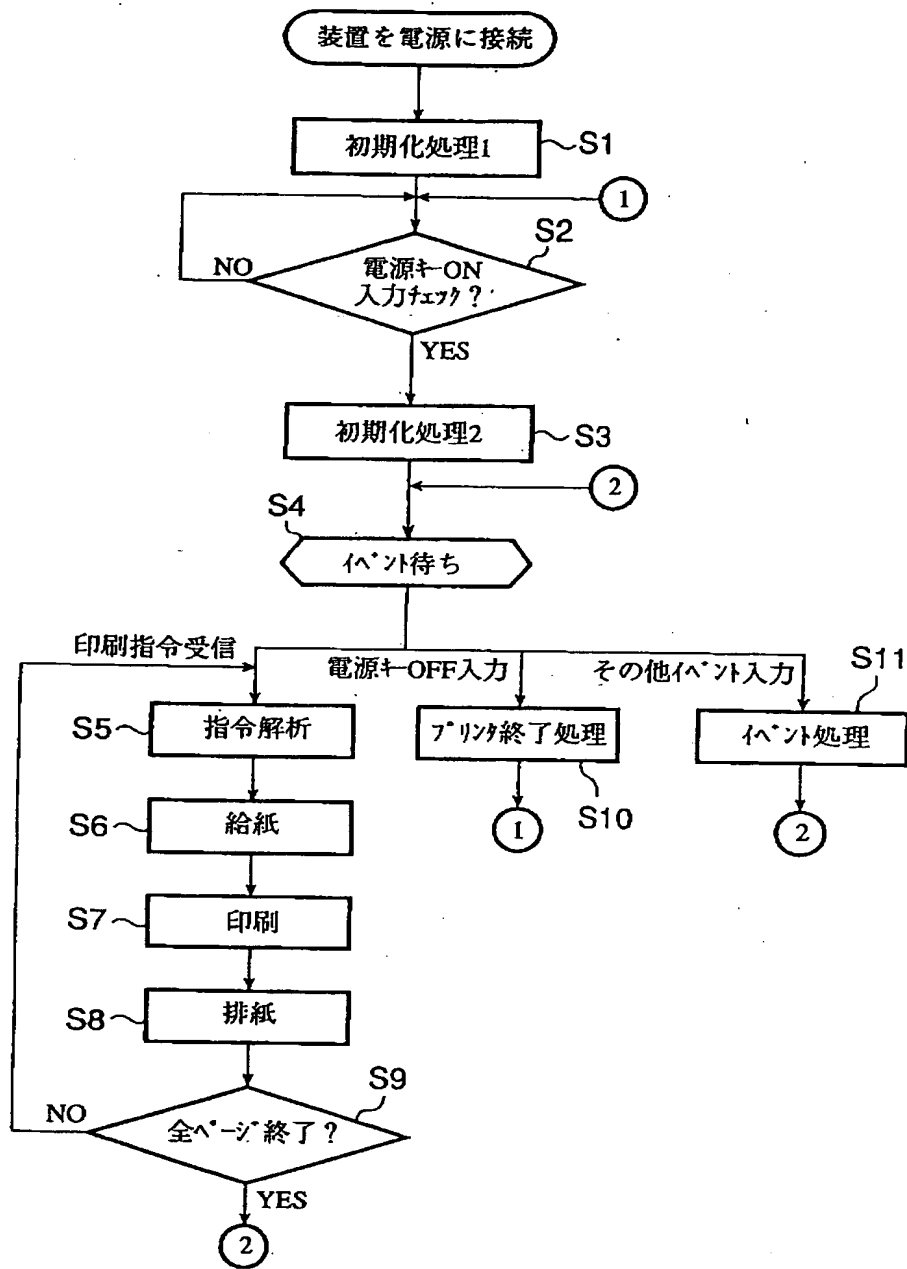 装置を電源に接続
初期化処理1
S1
1
S2
NO
電源キーON
入力チェック?
YES
初期化処理2
S3
2
S4
イベント待ち
印刷指令受信
電源キーOFF入力
その他イベント入力
S11
S5
指令解析
プリンタ終了処理
イベント処理
S6
給紙
1
S10
2
S7
印刷
S8
排紙
S9
NO
全ページ終了?
YES
2